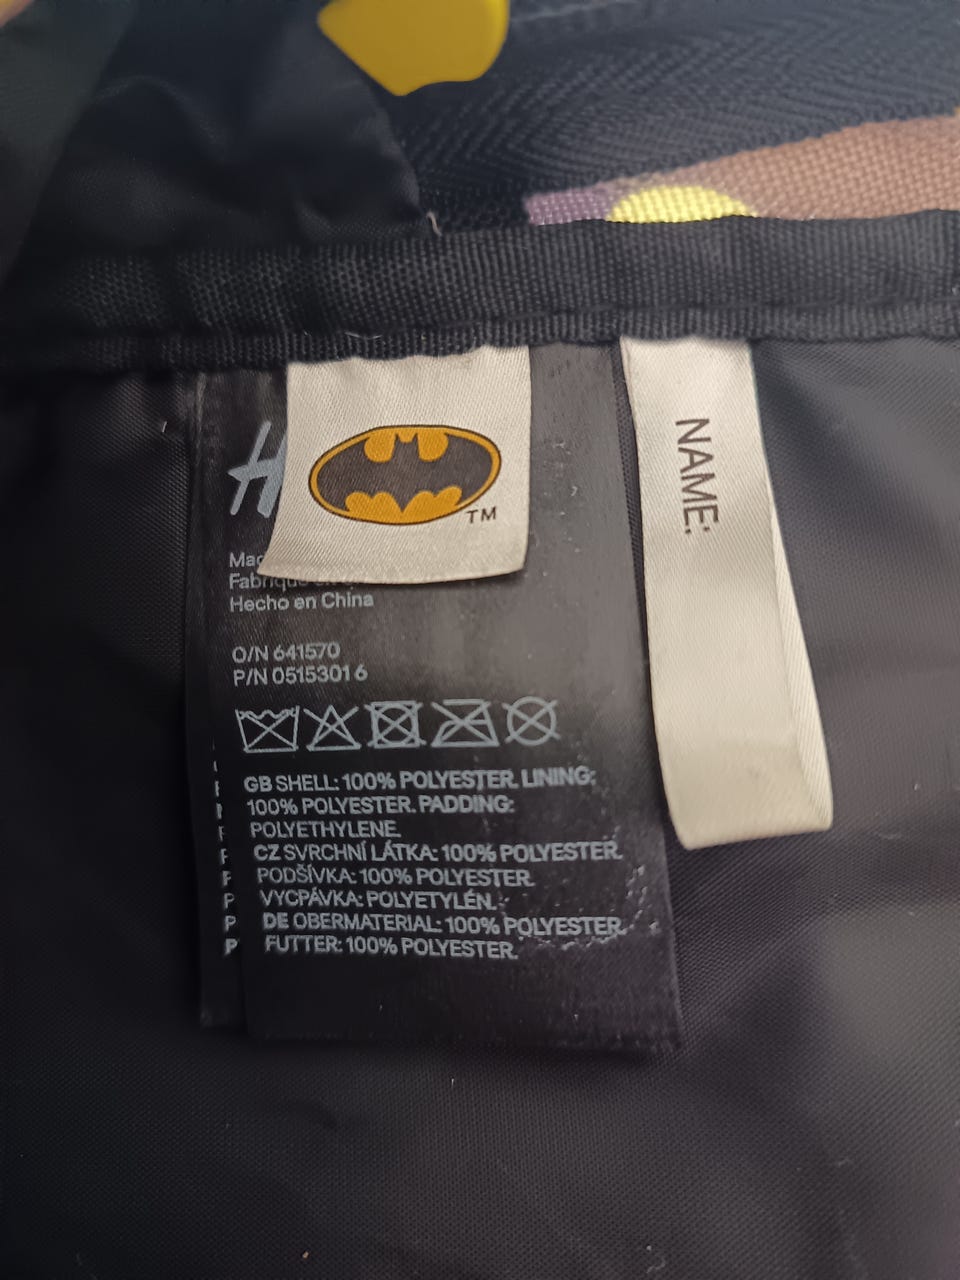 H
TM
NAME:
Hecho en China
O/N 641570
P/N 05153016
GB SHELL: 100% POLYESTER. LINING:
100% POLYESTER. PADDING:
POLYETHYLENE.
CZ SVRCHNÍ LÁTKA: 100% POLYESTER.
PODŠÍVKA: 100% POLYESTER.
VYCPÁVKA: POLYETYLÉN.
DE OBERMATERIAL: 100% POLYESTER.
FUTTER: 100% POLYESTER.